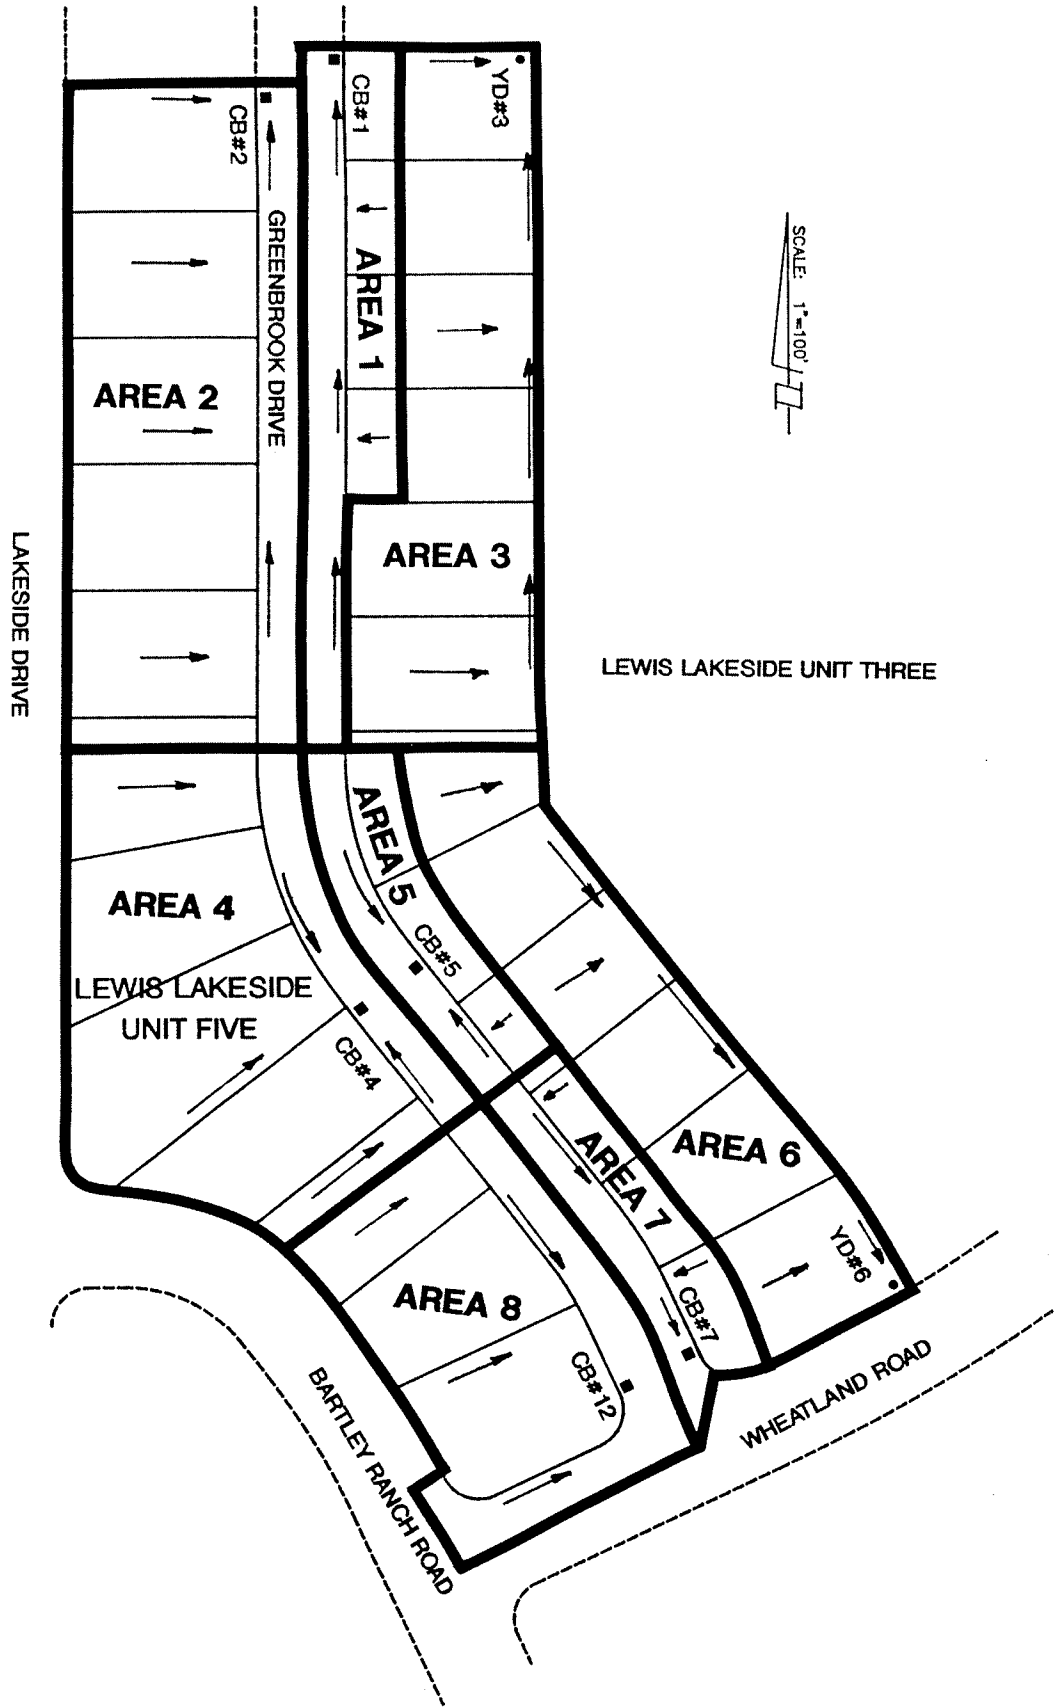 CB#1
YD#3
CB#2
GREENBROOK DRIVE
AREA 1
SCALE: 1"=100'
AREA 2
AREA 3
LAKESIDE DRIVE
LEWIS LAKESIDE UNIT THREE
AREA 5
AREA 4
CB#5
LEWIS LAKESIDE
UNIT FIVE
CB#4
AREA 6
AREA 7
YD#6
AREA 8
CB#7
CB#12
WHEATLAND ROAD
BARTLEY RANCH ROAD